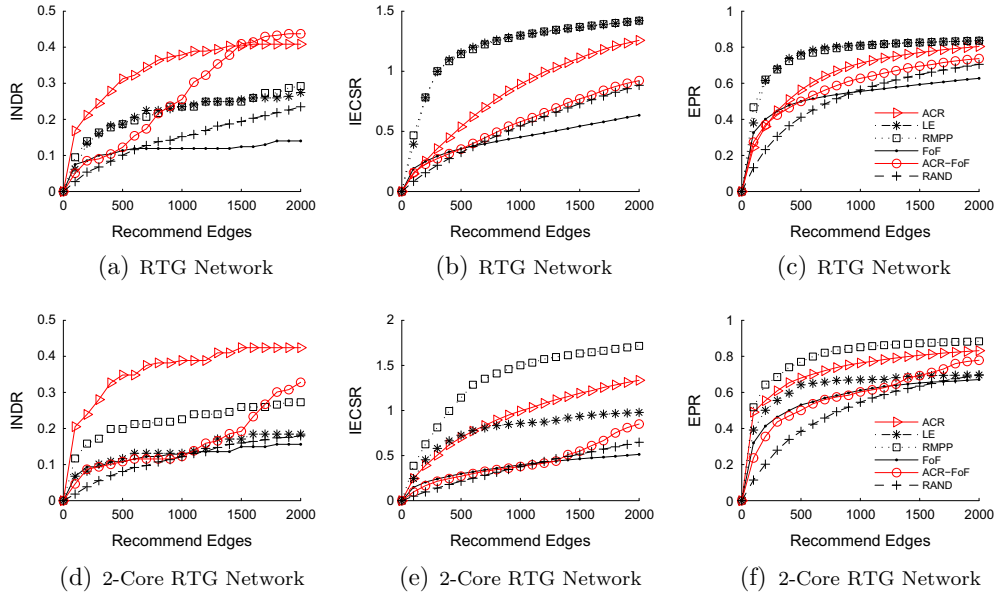 0.5
0.4
0.3
0.2
0.1
0
INDR
0 500 1000 1500 2000
Recommend Edges
(a) RTG Network
1.5
1
0.5
0
IECSR
0 500 1000 1500 2000
Recommend Edges
(b) RTG Network
1
0.8
0.6
0.4
0.2
0
EPR
ACR
LE
RMPP
FoF
ACR-FoF
RAND
0 500 1000 1500 2000
Recommend Edges
(c) RTG Network
0.5
0.4
0.3
0.2
0.1
0
INDR
0 500 1000 1500 2000
Recommend Edges
(d) 2-Core RTG Network
2
1.5
1
0.5
0
IECSR
0 500 1000 1500 2000
Recommend Edges
(e) 2-Core RTG Network
1
0.8
0.6
0.4
0.2
0
EPR
ACR
LE
RMPP
FoF
ACR-FoF
RAND
0 500 1000 1500 2000
Recommend Edges
(f) 2-Core RTG Network